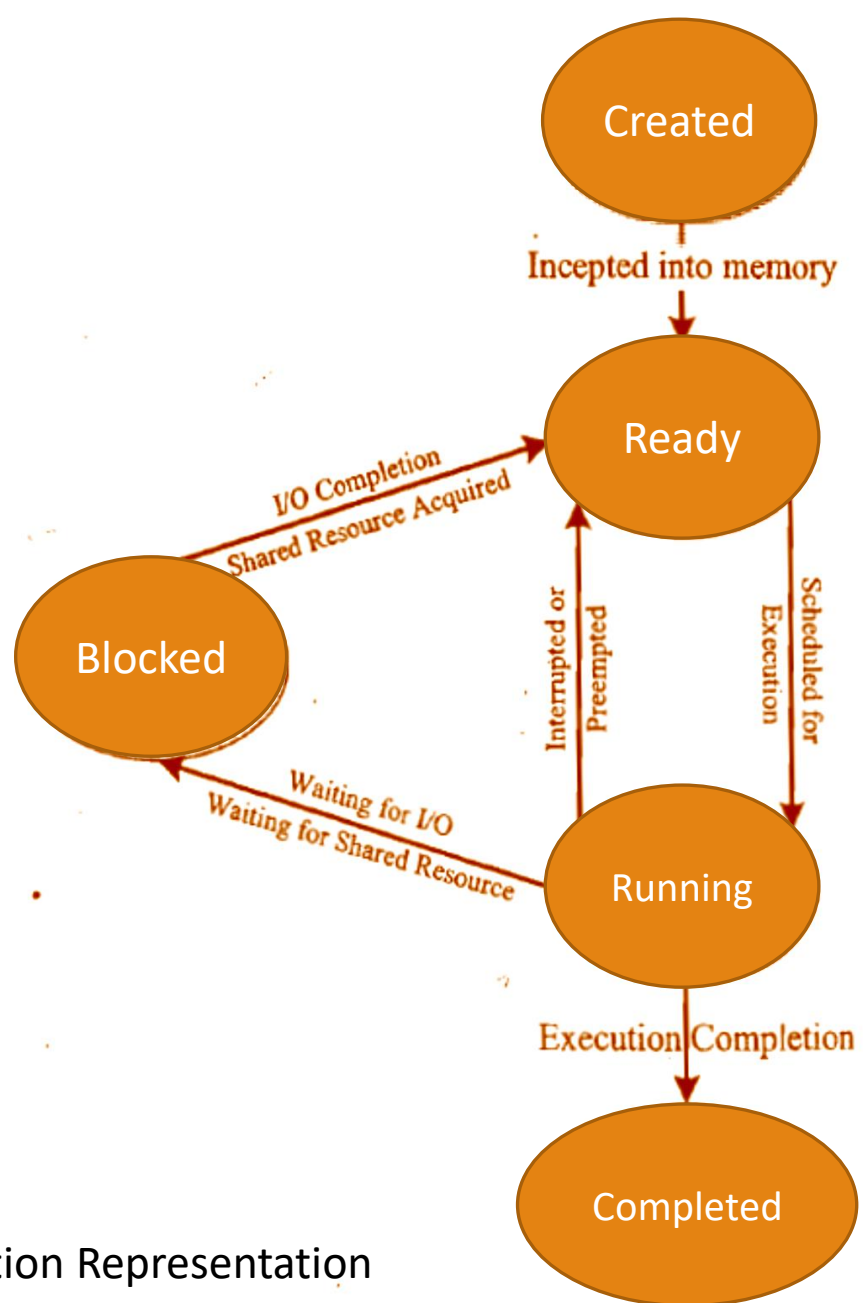 Created
Incepted into memory
Ready
I/O Completion
Shared Resource Acquired
Blocked
Interrupted or
Preempted
Scheduled for
Execution
Waiting for I/O
Waiting for Shared Resource
Running
Execution Completion
Completed
tion Representation